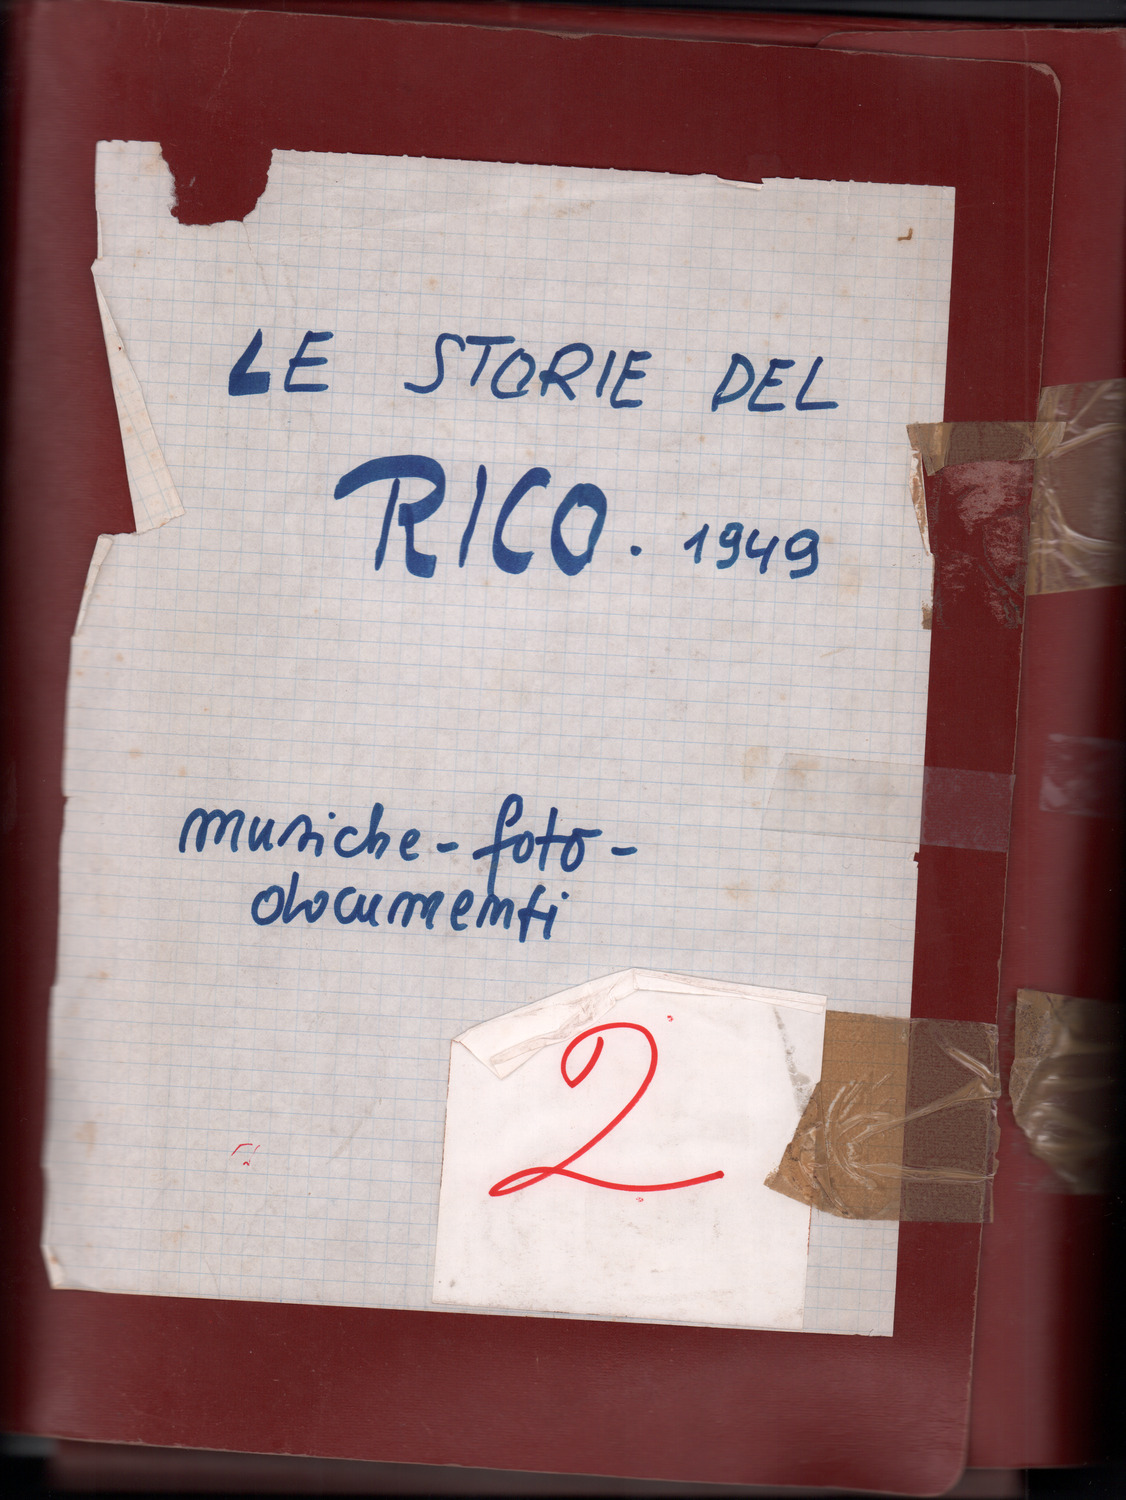 LE STORIE DEL
RICO. 1949
musiche - foto -
documenti
2